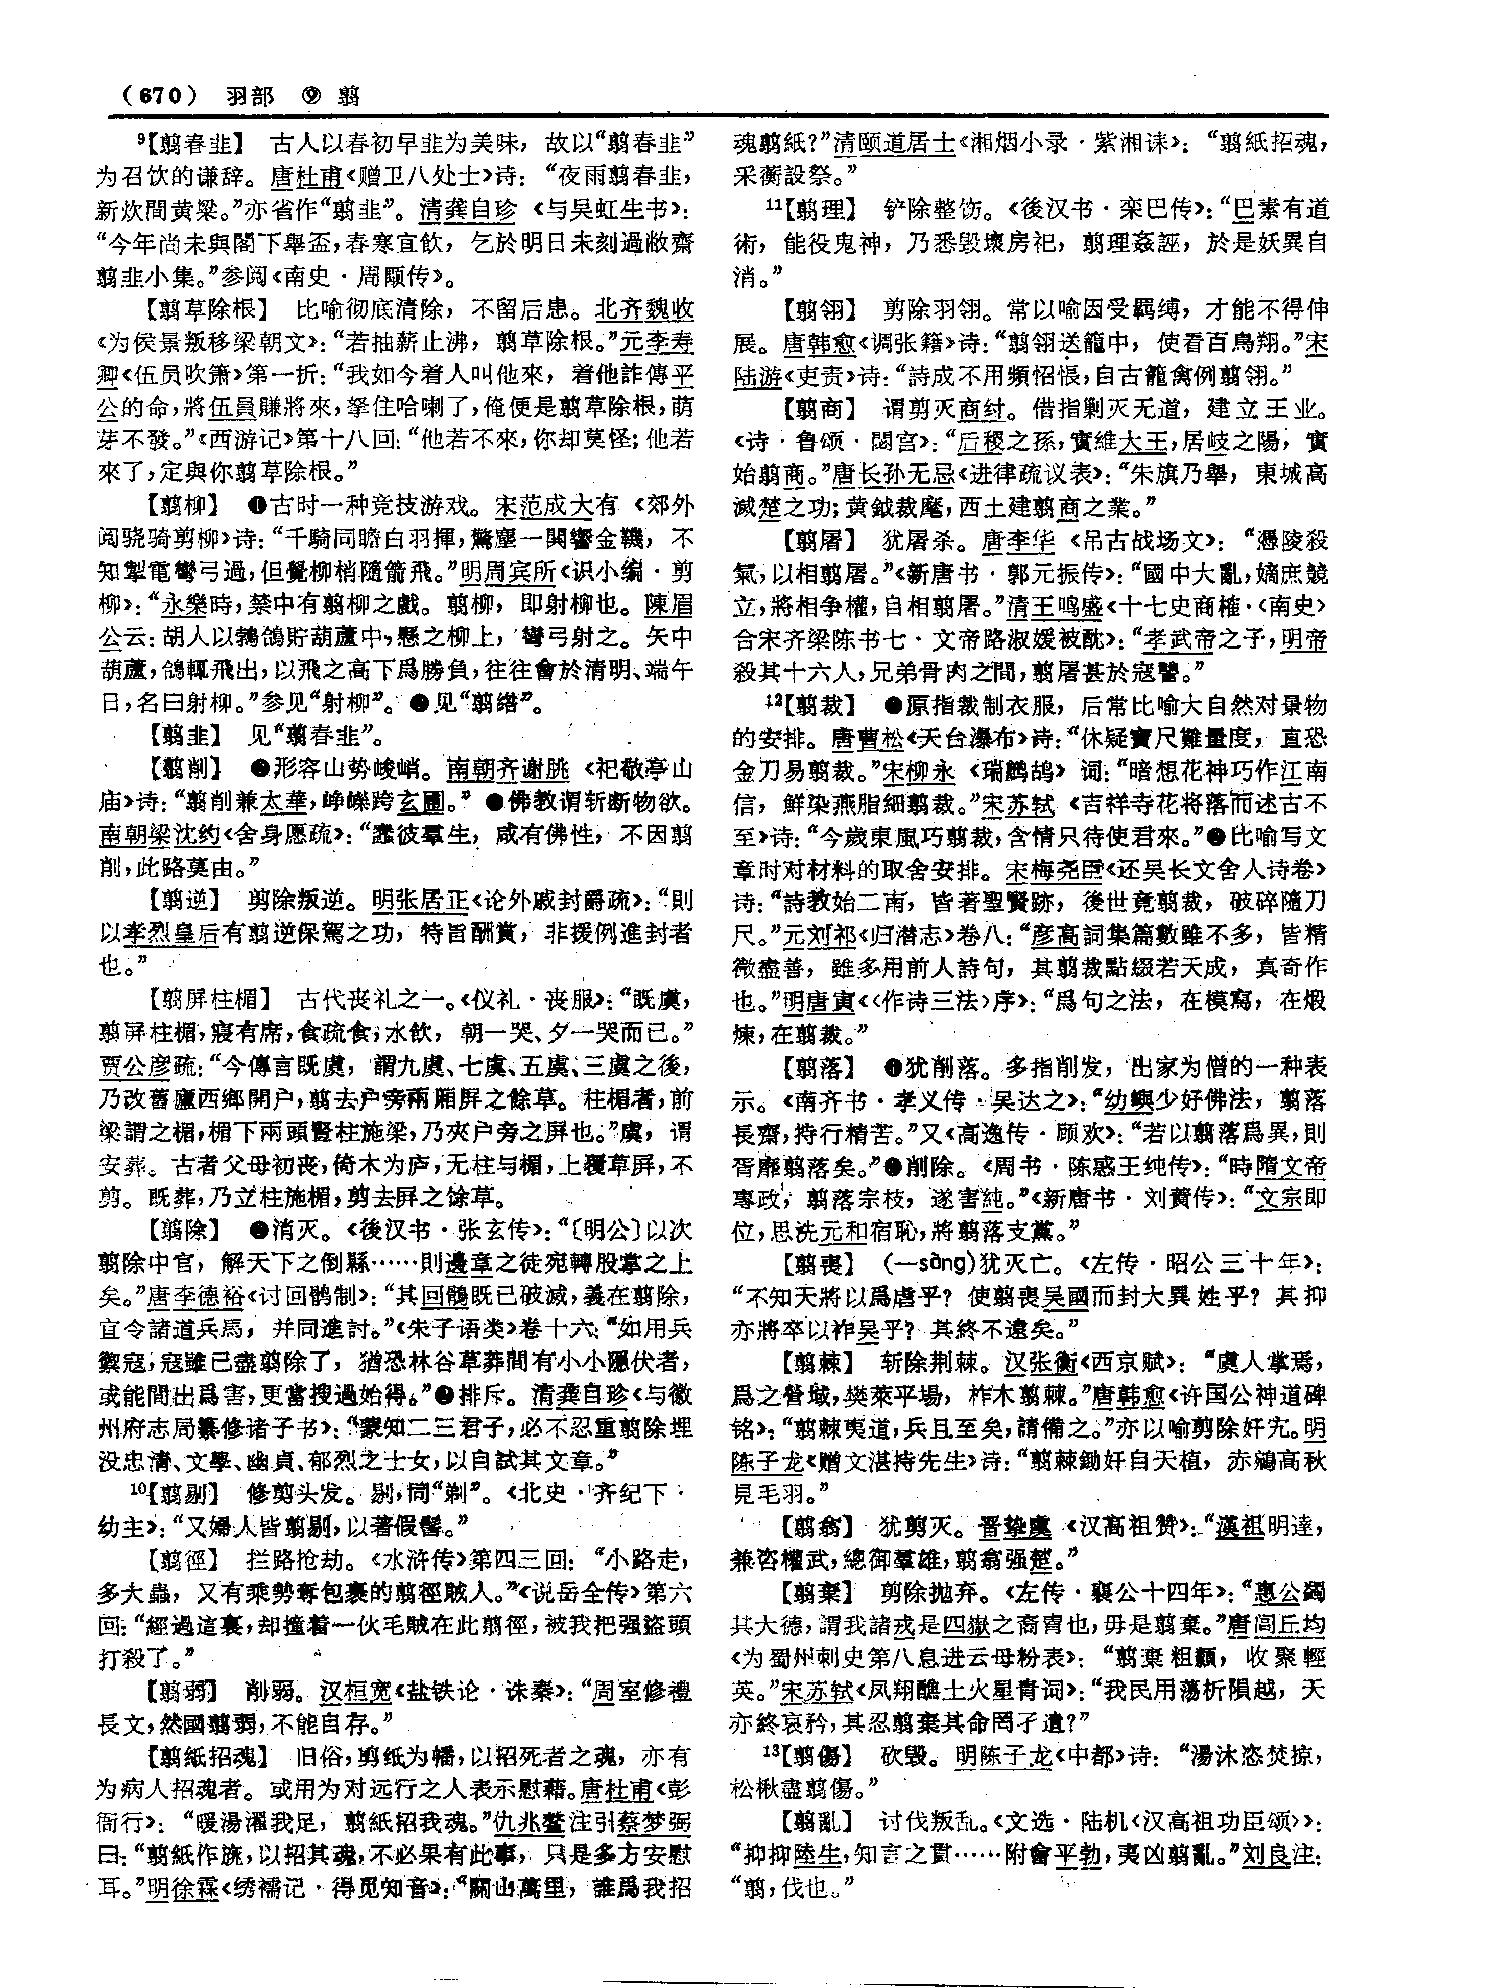 （670） 羽部 ⑨ 翦
⁹【翦春韭】 古人以春初早韭为美味，故以“翦春韭”
为召饮的谦辞。唐杜甫《赠卫八处士》诗：“夜雨翦春韭，
新炊間黄粱。”亦省作“翦韭”。清龚自珍《与吴虹生书》：
“今年尚未與閣下舉盃，春寒宜飲，乞於明日未刻過敝齋
翦韭小集。”参阅《南史·周颙传》。
【翦草除根】 比喻彻底清除，不留后患。北齐魏收
《为侯景叛移梁朝文》：“若抽薪止沸，翦草除根。”元李寿
卿《伍员吹箫》第一折：“我如今着人叫他來，着他詐傳平
公的命，將伍員賺將來，拏住哈喇了，俺便是翦草除根，萌
芽不發。”《西游记》第十八回：“他若不來，你却莫怪；他若
來了，定與你翦草除根。”
【翦柳】 ❶古时一种竞技游戏。宋范成大有《郊外
阅骁骑剪柳》诗：“千騎同瞻白羽揮，驚塵一鬨響金鞿，不
知掣電彎弓過，但覺柳梢隨箭飛。”明周宾所《识小编·剪
柳》：“永樂時，禁中有翦柳之戲。翦柳，即射柳也。陳眉
公云：胡人以鵓鴿貯葫蘆中，懸之柳上，彎弓射之。矢中
葫蘆，鴿輒飛出，以飛之高下爲勝負，往往會於清明、端午
日，名曰射柳。”参见“射柳”。❷见“翦绺”。
【翦韭】 见“翦春韭”。
【翦削】 ❶形容山势峻峭。南朝齐谢朓《祀敬亭山
庙》诗：“翦削兼太華，崢嶸跨玄圃。”❷佛教谓斩断物欲。
南朝梁沈约《舍身愿疏》：“蠢彼羣生，咸有佛性，不因翦
削，此路莫由。”
【翦逆】 剪除叛逆。明张居正《论外戚封爵疏》：“則
以孝烈皇后有翦逆保駕之功，特旨酬賞，非援例進封者
也。”
【翦屏柱楣】 古代丧礼之一。《仪礼·丧服》：“既虞，
翦屏柱楣，寢有席，食疏食，水飲，朝一哭、夕一哭而已。”
贾公彦疏：“今傳言既虞，謂九虞、七虞、五虞、三虞之後，
乃改舊廬西鄉開户，翦去户旁兩厢屏之餘草。柱楣者，前
梁謂之楣，楣下兩頭豎柱施梁，乃夾户旁之屏也。”虞，谓
安葬。古者父母初丧，倚木为庐，无柱与楣，上覆草屏，不
剪。既葬，乃立柱施楣，剪去屏之馀草。
【翦除】 ❶消灭。《後汉书·张玄传》：“〔明公〕以次
翦除中官，解天下之倒縣……則邊章之徒宛轉股掌之上
矣。”唐李德裕《讨回鹘制》：“其回鶻既已破滅，義在翦除，
宜令諸道兵馬，并同進討。”《朱子语类》卷十六：“如用兵
禦寇，寇雖已盡翦除了，猶恐林谷草莽間有小小隱伏者，
或能間出爲害，更當搜過始得。”❷排斥。清龚自珍《与徽
州府志局纂修诸子书》：“蒙知二三君子，必不忍重翦除埋
没忠清、文學、幽貞、郁烈之士女，以自試其文章。”
¹⁰【翦剔】 修剪头发。剔，同“剃”。《北史·齐纪下·
幼主》：“又婦人皆翦剔，以著假髻。”
【翦徑】 拦路抢劫。《水浒传》第四三回：“小路走，
多大蟲，又有乘勢奪包裹的翦徑賊人。”《说岳全传》第六
回：“經過這裏，却撞着一伙毛賊在此翦徑，被我把强盜頭
打殺了。”
【翦弱】 削弱。汉桓宽《盐铁论·诛秦》：“周室修禮
長文，然國翦弱，不能自存。”
【翦紙招魂】 旧俗，剪纸为幡，以招死者之魂，亦有
为病人招魂者。或用为对远行之人表示慰藉。唐杜甫《彭
衙行》：“暖湯濯我足，翦紙招我魂。”仇兆鳌注引蔡梦弼
曰：“翦紙作旐，以招其魂，不必果有此事，只是多方安慰
耳。”明徐霖《绣襦记·得觅知音》：“關山萬里，誰爲我招
魂翦紙？”清颐道居士《湘烟小录·紫湘诔》：“翦紙招魂，
采蘅設祭。”
¹¹【翦理】 铲除整饬。《後汉书·栾巴传》：“巴素有道
術，能役鬼神，乃悉毁壞房祀，翦理姦誣，於是妖異自
消。”
【翦翎】 剪除羽翎。常以喻因受羁缚，才能不得伸
展。唐韩愈《调张籍》诗：“翦翎送籠中，使看百鳥翔。”宋
陆游《吏责》诗：“詩成不用頻惆悵，自古籠禽例翦翎。”
【翦商】 谓剪灭商纣。借指剿灭无道，建立王业。
《诗·鲁颂·閟宫》：“后稷之孫，實維大王，居岐之陽，實
始翦商。”唐长孙无忌《进律疏议表》：“朱旗乃舉，東城高
滅楚之功；黄鉞裁麾，西土建翦商之業。”
【翦屠】 犹屠杀。唐李华《吊古战场文》：“憑陵殺
氣，以相翦屠。”《新唐书·郭元振传》：“國中大亂，嫡庶競
立，將相争權，自相翦屠。”清王鸣盛《十七史商榷·〈南史〉
合宋齐梁陈书七·文帝路淑媛被酖》：“孝武帝之子，明帝
殺其十六人，兄弟骨肉之間，翦屠甚於寇讐。”
¹²【翦裁】 ❶原指裁制衣服，后常比喻大自然对景物
的安排。唐曹松《天台瀑布》诗：“休疑寶尺難量度，直恐
金刀易翦裁。”宋柳永《瑞鹧鸪》词：“暗想花神巧作江南
信，鮮染燕脂細翦裁。”宋苏轼《吉祥寺花将落而述古不
至》诗：“今歲東風巧翦裁，含情只待使君來。”❷比喻写文
章时对材料的取舍安排。宋梅尧臣《还吴长文舍人诗卷》
诗：“詩教始二南，皆著聖賢跡，後世竟翦裁，破碎隨刀
尺。”元刘祁《归潜志》卷八：“彦高詞集篇數雖不多，皆精
微盡善，雖多用前人詩句，其翦裁點綴若天成，真奇作
也。”明唐寅《〈作诗三法〉序》：“爲句之法，在模寫，在煅
煉，在翦裁。”
【翦落】 ❶犹削落。多指削发，出家为僧的一种表
示。《南齐书·孝义传·吴达之》：“幼嶼少好佛法，翦落
長齋，持行精苦。”又《高逸传·顾欢》：“若以翦落爲異，則
胥靡翦落矣。”❷削除。《周书·陈惑王纯传》：“時隋文帝
專政，翦落宗枝，遂害純。”《新唐书·刘蕡传》：“文宗即
位，思洗元和宿恥，將翦落支黨。”
【翦喪】 (—sàng)犹灭亡。《左传·昭公三十年》：
“不知天將以爲虐乎？使翦喪吴國而封大異姓乎？其抑
亦將卒以祚吴乎？其終不遠矣。”
【翦棘】 斩除荆棘。汉张衡《西京赋》：“虞人掌焉，
爲之營域，樊萊平場，柞木翦棘。”唐韩愈《许国公神道碑
铭》：“翦棘夷道，兵且至矣，請備之。”亦以喻剪除奸宄。明
陈子龙《赠文湛持先生》诗：“翦棘鋤奸自天植，赤鷀高秋
見毛羽。”
【翦翕】 犹剪灭。晋挚虞《汉高祖赞》：“漢祖明達，
兼咨權武，總御羣雄，翦翕强楚。”
【翦棄】 剪除抛弃。《左传·襄公十四年》：“惠公蠲
其大德，謂我諸戎是四嶽之裔胄也，毋是翦棄。”唐闾丘均
《为蜀州刺史第八息进云母粉表》：“翦棄粗纇，收聚輕
英。”宋苏轼《凤翔醮土火星青词》：“我民用蕩析隕越，天
亦終哀矜，其忍翦棄其命罔孑遺？”
¹³【翦傷】 砍毁。明陈子龙《中都》诗：“湯沐恣焚掠，
松楸盡翦傷。”
【翦亂】 讨伐叛乱。《文选·陆机〈汉高祖功臣颂〉》：
“抑抑陸生，知言之貫……附會平勃，夷凶翦亂。”刘良注：
“翦，伐也。”